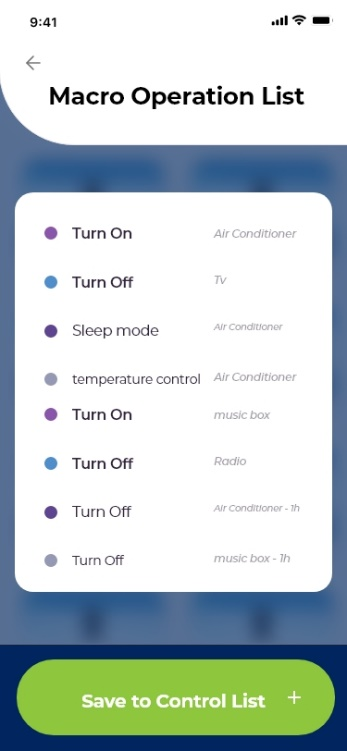 9:41
Macro Operation List
Turn On Air Conditioner
Turn Off Tv
Sleep mode Air Conditioner
temperature control Air Conditioner
Turn On music box
Turn Off Radio
Turn Off Air Conditioner - 1h
Turn Off music box - 1h
Save to Control List +